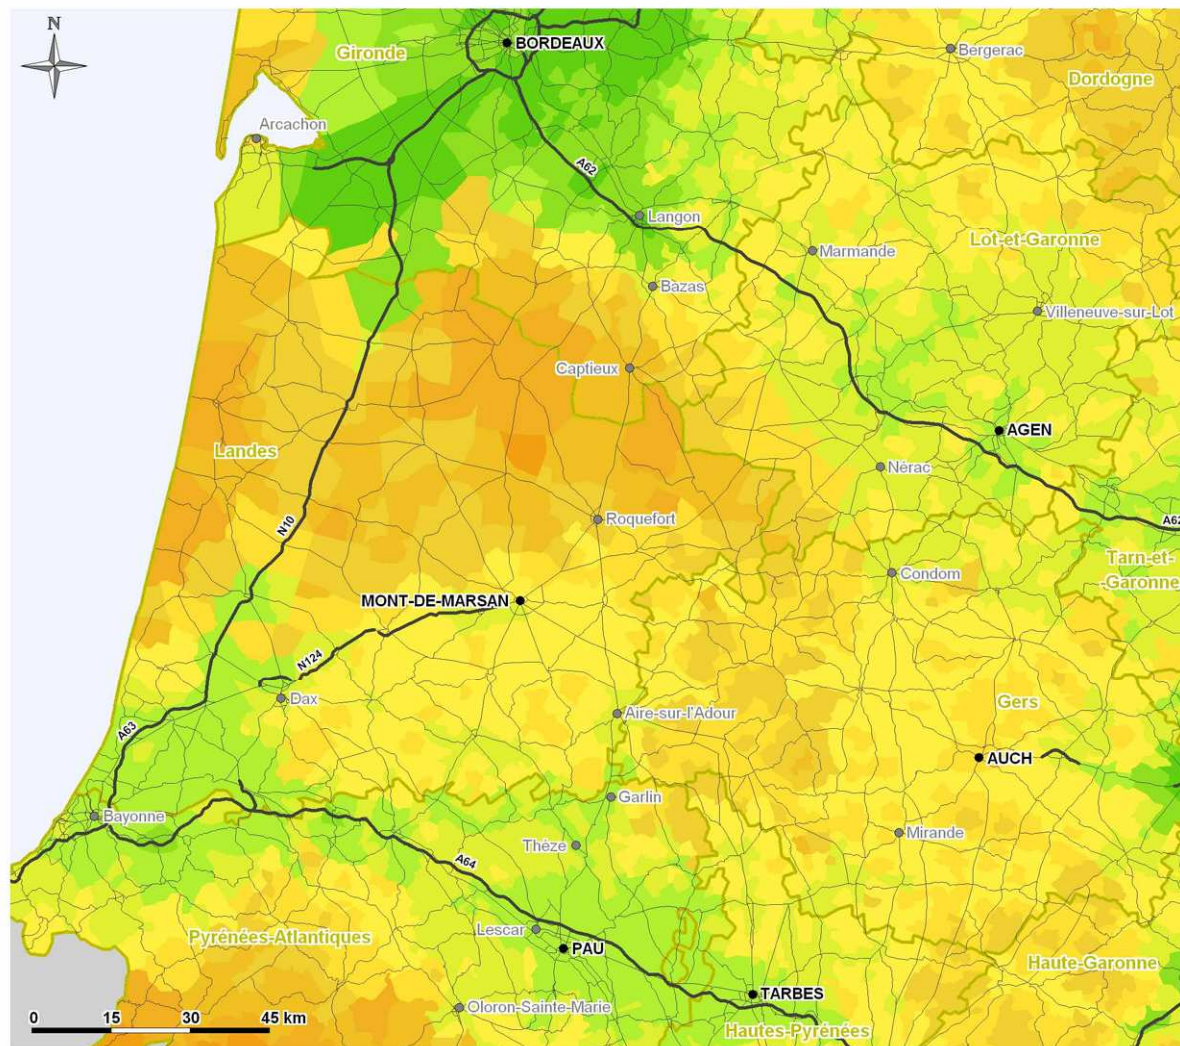 N
Gironde
BORDEAUX
Bergerac
Dordogne
Arcachon
A62
Langon
Lot-et-Garonne
Marmande
Bazas
Villeneuve-sur-Lot
Captieux
AGEN
Landes
Nérac
N10
Roquefort
A62
Tarn-et-
-Garonne
Condom
MONT-DE-MARSAN
N124
Dax
Gers
Aire-sur-l'Adour
A63
AUCH
Garlin
Bayonne
Mirande
Thèze
A64
Lescar
Pyrénées-Atlantiques
PAU
Haute-Garonne
TARBES
Oloron-Sainte-Marie
0 15 30 45 km
Hautes-Pyrénées